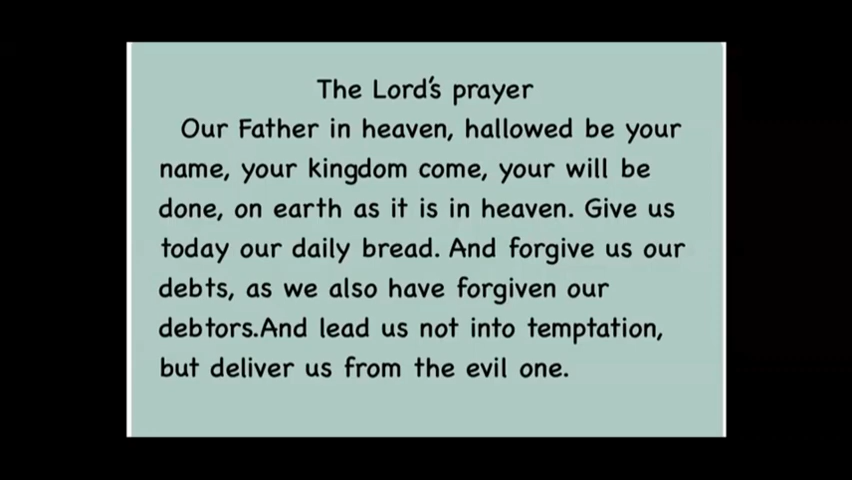 The Lord's prayer
Our Father in heaven, hallowed be your
name, your kingdom come, your will be
done, on earth as it is in heaven. Give us
today our daily bread. And forgive us our
debts, as we also have forgiven our
debtors.And lead us not into temptation,
but deliver us from the evil one.